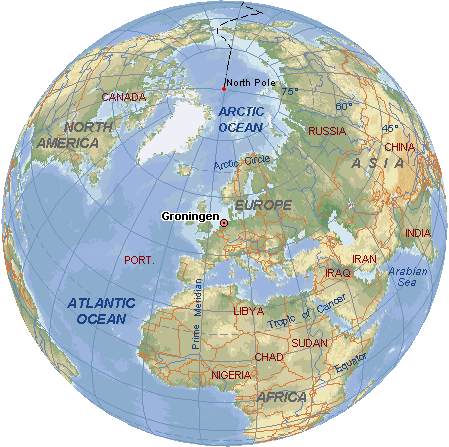 North Pole
75°
CANADA
60°
ARCTIC
OCEAN
NORTH
AMERICA
45°
RUSSIA
CHINA
Arctic Circle
ASIA
EUROPE
Groningen
INDIA
PORT.
IRAN
IRAQ
Arabian
Sea
Prime Meridian
ATLANTIC
OCEAN
LIBYA
Tropic of Cancer
SUDAN
CHAD
Equator
NIGERIA
AFRICA